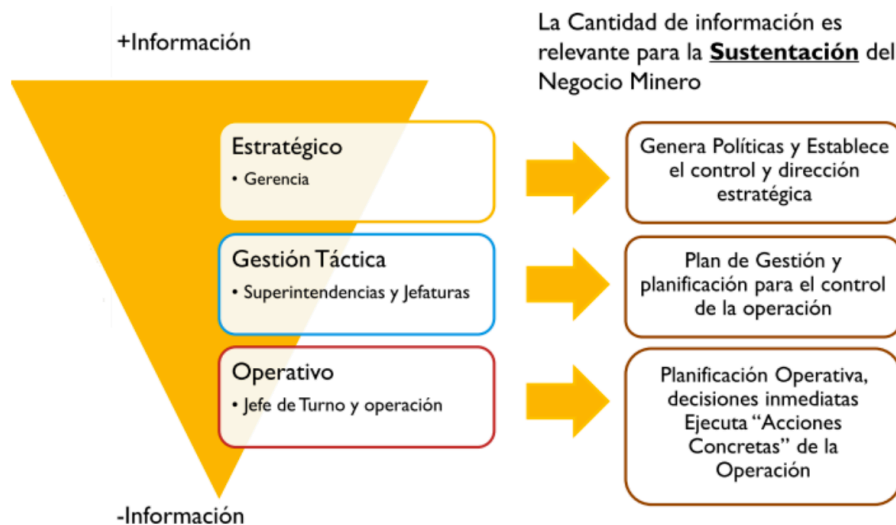 +Información
La Cantidad de información es
relevante para la Sustentación del
Negocio Minero
Estratégico
• Gerencia
Genera Políticas y Establece
el control y dirección
estratégica
Gestión Táctica
• Superintendencias y Jefaturas
Plan de Gestión y
planificación para el control
de la operación
Operativo
• Jefe de Turno y operación
Planificación Operativa,
decisiones inmediatas
Ejecuta “Acciones
Concretas” de la
Operación
-Información